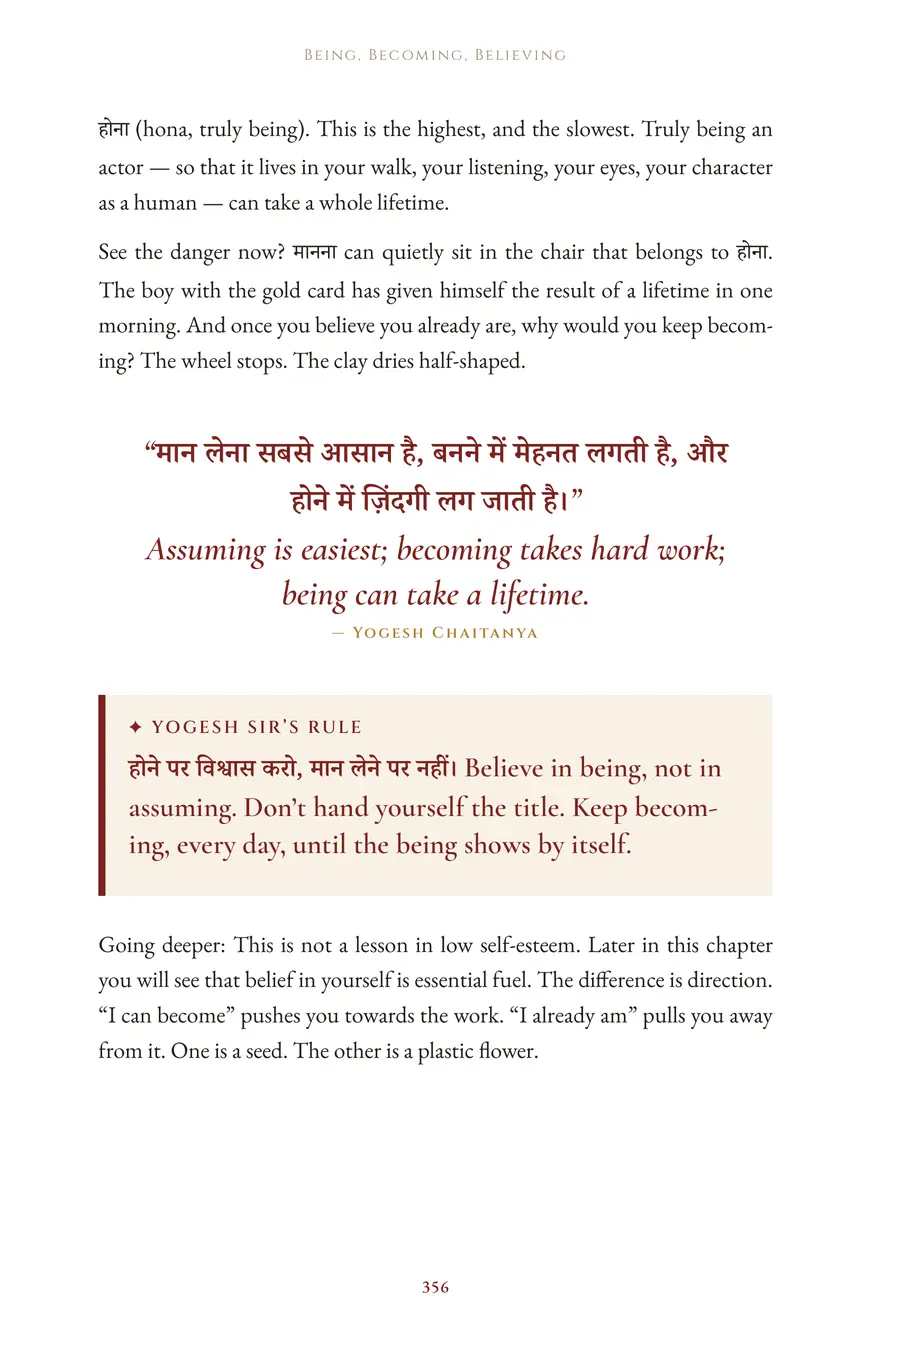 Being, Becoming, Believing
होना (hona, truly being). This is the highest, and the slowest. Truly being an
actor — so that it lives in your walk, your listening, your eyes, your character
as a human — can take a whole lifetime.
See the danger now? मानना can quietly sit in the chair that belongs to होना.
The boy with the gold card has given himself the result of a lifetime in one
morning. And once you believe you already are, why would you keep becom-
ing? The wheel stops. The clay dries half-shaped.
“मान लेना सबसे आसान है, बनने में मेहनत लगती है, और
होने में ज़िंदगी लग जाती है।”
Assuming is easiest; becoming takes hard work;
being can take a lifetime.
— Yogesh Chaitanya
✦ YOGESH SIR’S RULE
होने पर विश्वास करो, मान लेने पर नहीं। Believe in being, not in
assuming. Don’t hand yourself the title. Keep becom-
ing, every day, until the being shows by itself.
Going deeper: This is not a lesson in low self-esteem. Later in this chapter
you will see that belief in yourself is essential fuel. The difference is direction.
“I can become” pushes you towards the work. “I already am” pulls you away
from it. One is a seed. The other is a plastic flower.
356